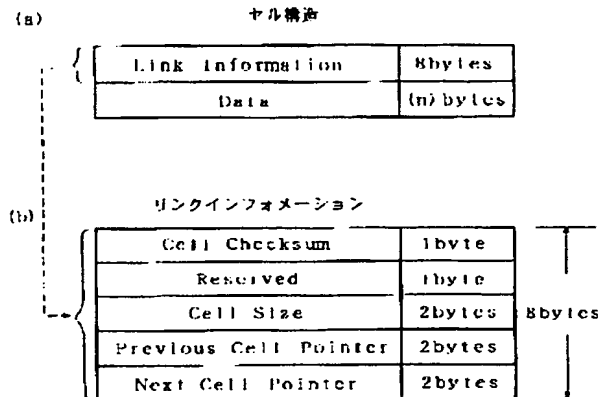 (a)
セル構造
Link Information 8bytes
Data (n)bytes
(b)
リンクインフォメーション
Cell Checksum 1byte
Reserved 1byte
Cell Size 2bytes
8bytes
Previous Cell Pointer 2bytes
Next Cell Pointer 2bytes